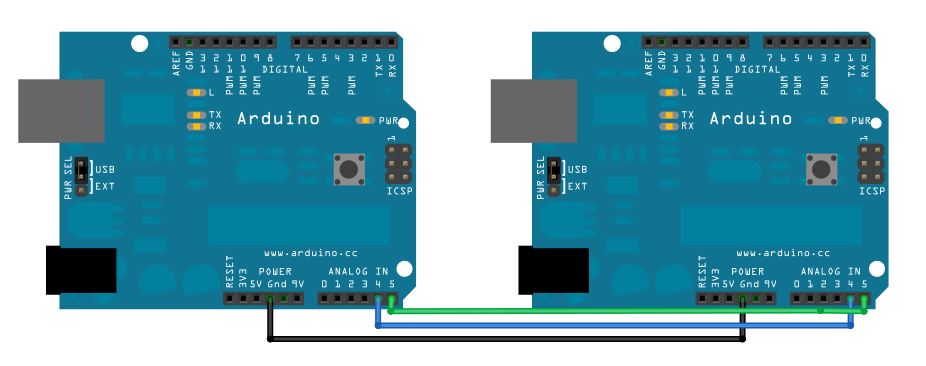 AREF GND 13 12 11 10 9 8 7 6 5 4 3 2 1 0
DIGITAL
PWM PWM PWM PWM PWM PWM TX RX
L
TX
RX
Arduino
PWR
1
PWR SEL
USB
EXT
ICSP
www.arduino.cc
POWER ANALOG IN
RESET 3V3 5V Gnd 9V 0 1 2 3 4 5
AREF GND 13 12 11 10 9 8 7 6 5 4 3 2 1 0
DIGITAL
PWM PWM PWM PWM PWM PWM TX RX
L
TX
RX
Arduino
PWR
1
PWR SEL
USB
EXT
ICSP
www.arduino.cc
POWER ANALOG IN
RESET 3V3 5V Gnd 9V 0 1 2 3 4 5